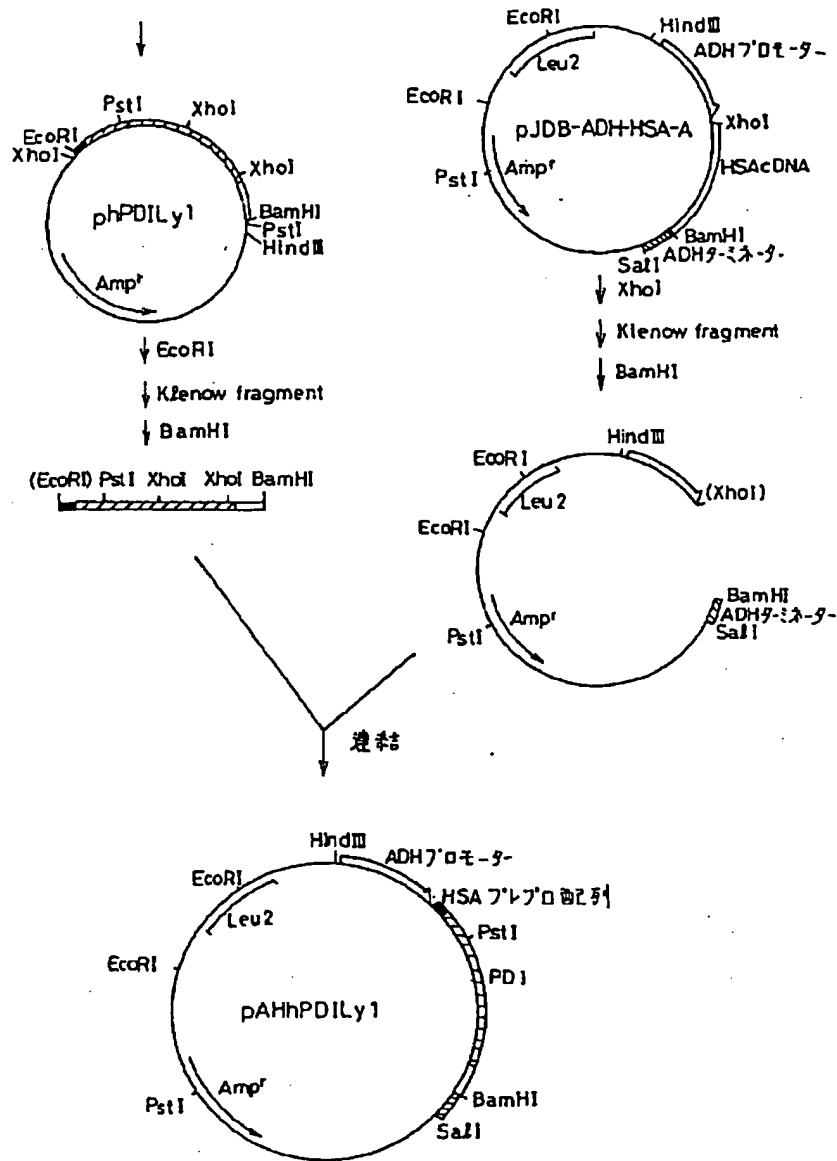 EcoRI
PstI
XhoI
EcoRI
XhoI
XhoI
BamHI
PstI
HindIII
phPDILy1
Ampr
EcoRI
Klenow fragment
BamHI
(EcoRI) PstI XhoI XhoI BamHI
EcoRI
HindIII
ADHプロモーター
Leu2
EcoRI
pJDB-ADH-HSA-A
XhoI
HSAcDNA
PstI
Ampr
BamHI
ADHターミネーター
SalI
XhoI
Klenow fragment
BamHI
HindIII
EcoRI
Leu2
(XhoI)
EcoRI
BamHI
ADHターミネーター
SalI
Ampr
PstI
連結
HindIII
ADHプロモーター
EcoRI
HSAプレプロ配列
Leu2
PstI
EcoRI
PDI
pAHhPDILy1
Ampr
PstI
BamHI
SalI